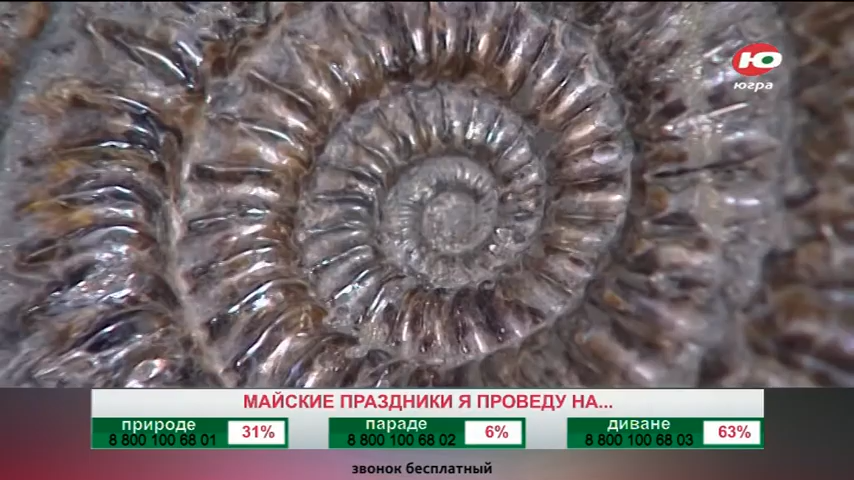 Ю
югра
МАЙСКИЕ ПРАЗДНИКИ Я ПРОВЕДУ НА...
природе
8 800 100 68 01
31%
параде
8 800 100 68 02
6%
диване
8 800 100 68 03
63%
звонок бесплатный